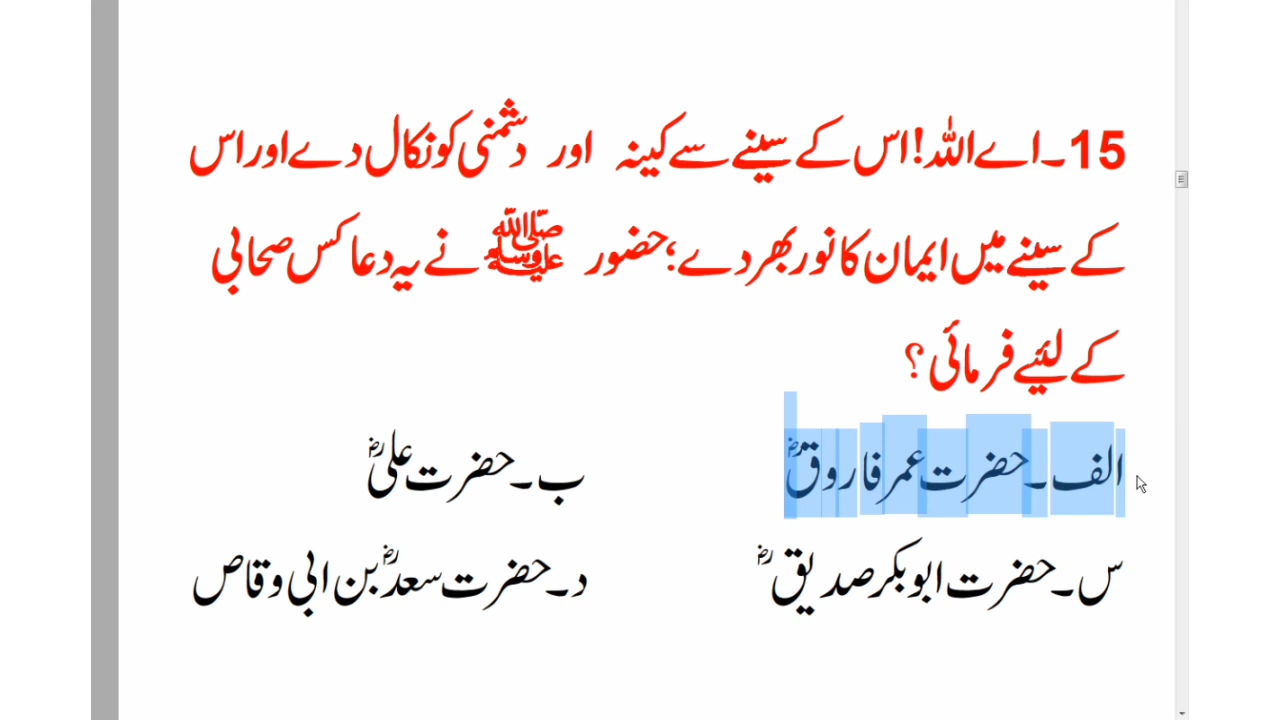 15۔اے اللہ!اس کے سینے سے کینہ اور دشمنی کو نکال دے اور اس
کے سینے میں ایمان کا نور بھر دے؛حضور ﷺ نے یہ دعا کس صحابی
کے لیئے فرمائی؟
الف۔حضرت عمر فاروقؓ ب۔حضرت علیؓ
س۔حضرت ابوبکر صدیق ؓ د۔حضرت سعدؓ بن ابی وقاص